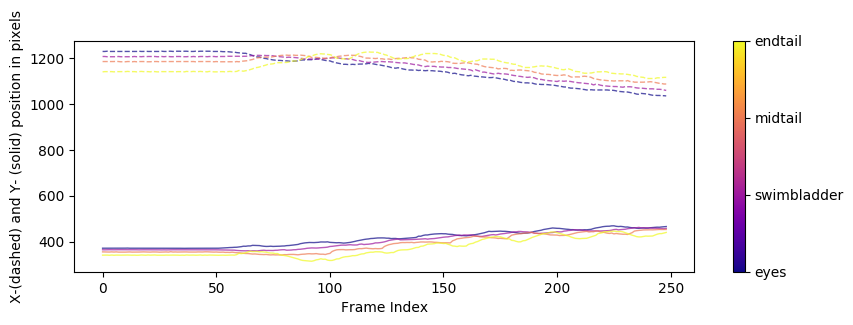 X-(dashed) and Y- (solid) position in pixels
1200
1000
800
600
400
0
50
100
150
200
250
Frame Index
endtail
midtail
swimbladder
eyes